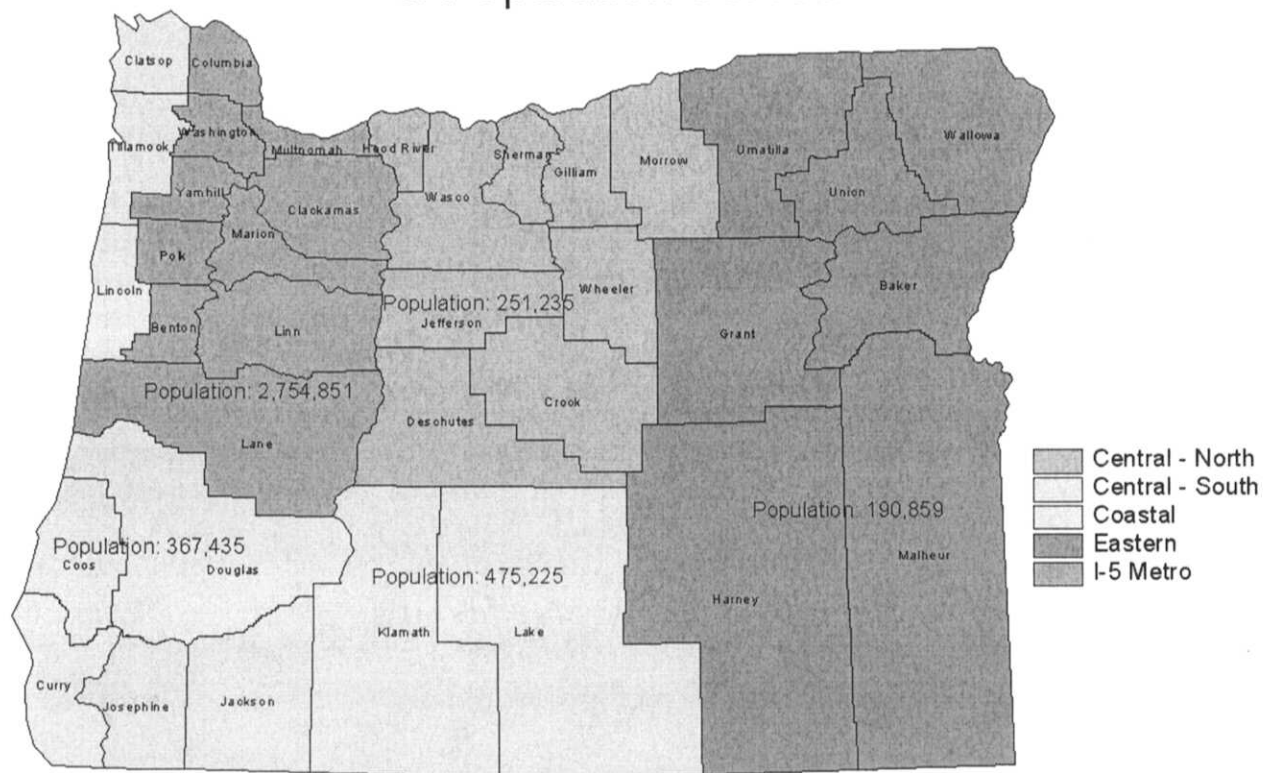 Clatsop
Columbia
Tillamook
Washington
Multnomah
Hood River
Sherman
Gilliam
Morrow
Umatilla
Wallowa
Union
Yamhill
Clackamas
Wasco
Marion
Polk
Lincoln
Benton
Linn
Population: 251,235
Jefferson
Wheeler
Grant
Baker
Population: 2,754,851
Lane
Deschutes
Crook
Population: 367,435
Coos
Douglas
Population: 475,225
Klamath
Lake
Population: 190,859
Harney
Malheur
Curry
Josephine
Jackson
Central - North
Central - South
Coastal
Eastern
I-5 Metro